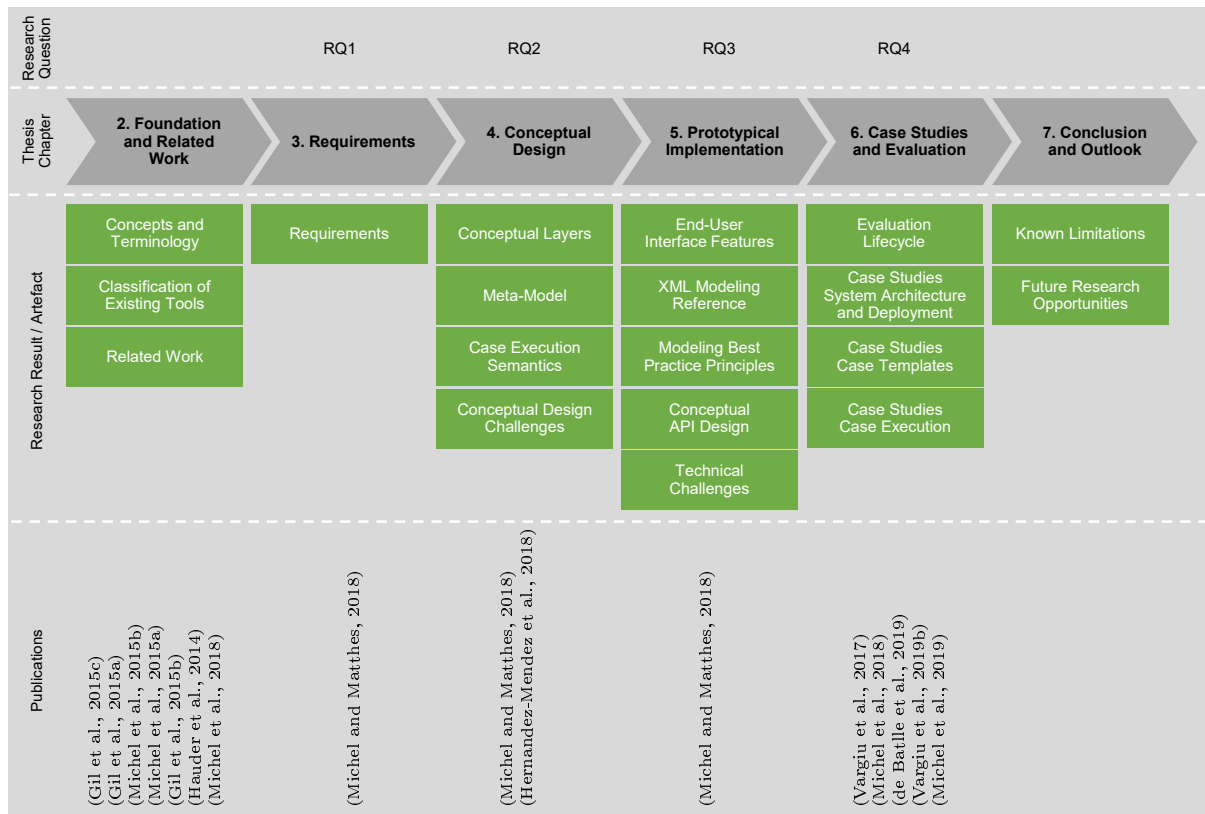 Research
Question
RQ1
RQ2
RQ3
RQ4
Thesis
Chapter
2. Foundation
and Related
Work
3. Requirements
4. Conceptual
Design
5. Prototypical
Implementation
6. Case Studies
and Evaluation
7. Conclusion
and Outlook
Research Result / Artefact
Concepts and
Terminology
Classification of
Existing Tools
Related Work
Requirements
Conceptual Layers
Meta-Model
Case Execution
Semantics
Conceptual Design
Challenges
End-User
Interface Features
XML Modeling
Reference
Modeling Best
Practice Principles
Conceptual
API Design
Technical
Challenges
Evaluation
Lifecycle
Case Studies
System Architecture
and Deployment
Case Studies
Case Templates
Case Studies
Case Execution
Known Limitations
Future Research
Opportunities
Publications
(Gil et al., 2015c)
(Gil et al., 2015a)
(Michel et al., 2015b)
(Michel et al., 2015a)
(Gil et al., 2015b)
(Hauder et al., 2014)
(Michel et al., 2018)
(Michel and Matthes, 2018)
(Michel and Matthes, 2018)
(Hernandez-Mendez et al., 2018)
(Michel and Matthes, 2018)
(Vargiu et al., 2017)
(Michel et al., 2018)
(de Batlle et al., 2019)
(Vargiu et al., 2019b)
(Michel et al., 2019)